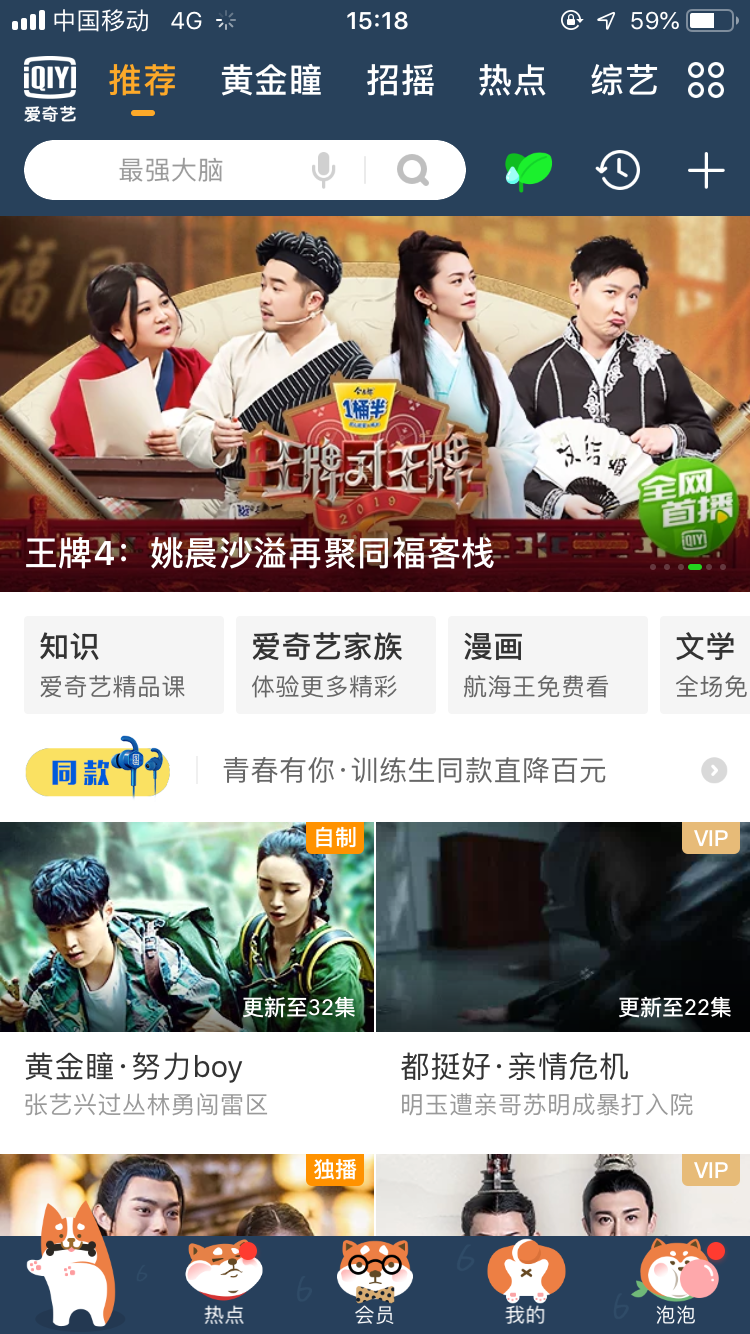 中国移动 4G 15:18 59%
iQIYI
爱奇艺
推荐 黄金瞳 招摇 热点 综艺
最强大脑
福同
1桶半
王牌对王牌
2019
全网
首播
iQIYI
王牌4：姚晨沙溢再聚同福客栈
知识 爱奇艺家族 漫画 文学
爱奇艺精品课 体验更多精彩 航海王免费看 全场免
同款 青春有你·训练生同款直降百元
自制 VIP
更新至32集 更新至22集
黄金瞳·努力boy 都挺好·亲情危机
张艺兴过丛林勇闯雷区 明玉遭亲哥苏明成暴打入院
独播 VIP
热点 会员 我的 泡泡